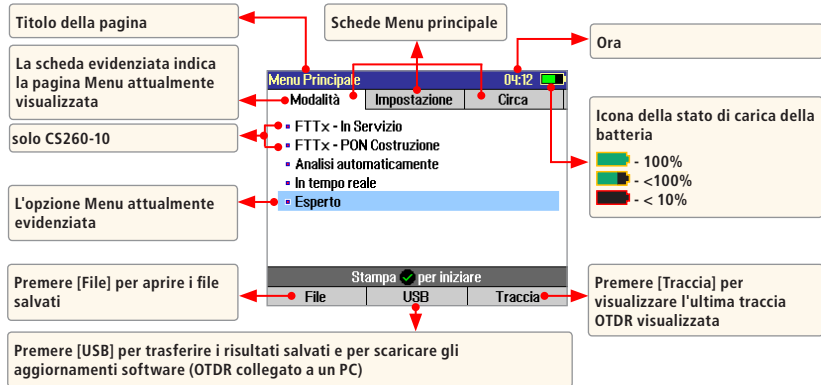 Titolo della pagina
Schede Menu principale
Ora
La scheda evidenziata indica
la pagina Menu attualmente
visualizzata
solo CS260-10
L'opzione Menu attualmente
evidenziata
Menu Principale 04:12
Modalità Impostazione Circa
FTTx - In Servizio
FTTx - PON Costruzione
Analisi automaticamente
In tempo reale
Esperto
Stampa per iniziare
File USB Traccia
Icona della stato di carica della
batteria
- 100%
- <100%
- < 10%
Premere [File] per aprire i file
salvati
Premere [Traccia] per
visualizzare l'ultima traccia
OTDR visualizzata
Premere [USB] per trasferire i risultati salvati e per scaricare gli
aggiornamenti software (OTDR collegato a un PC)